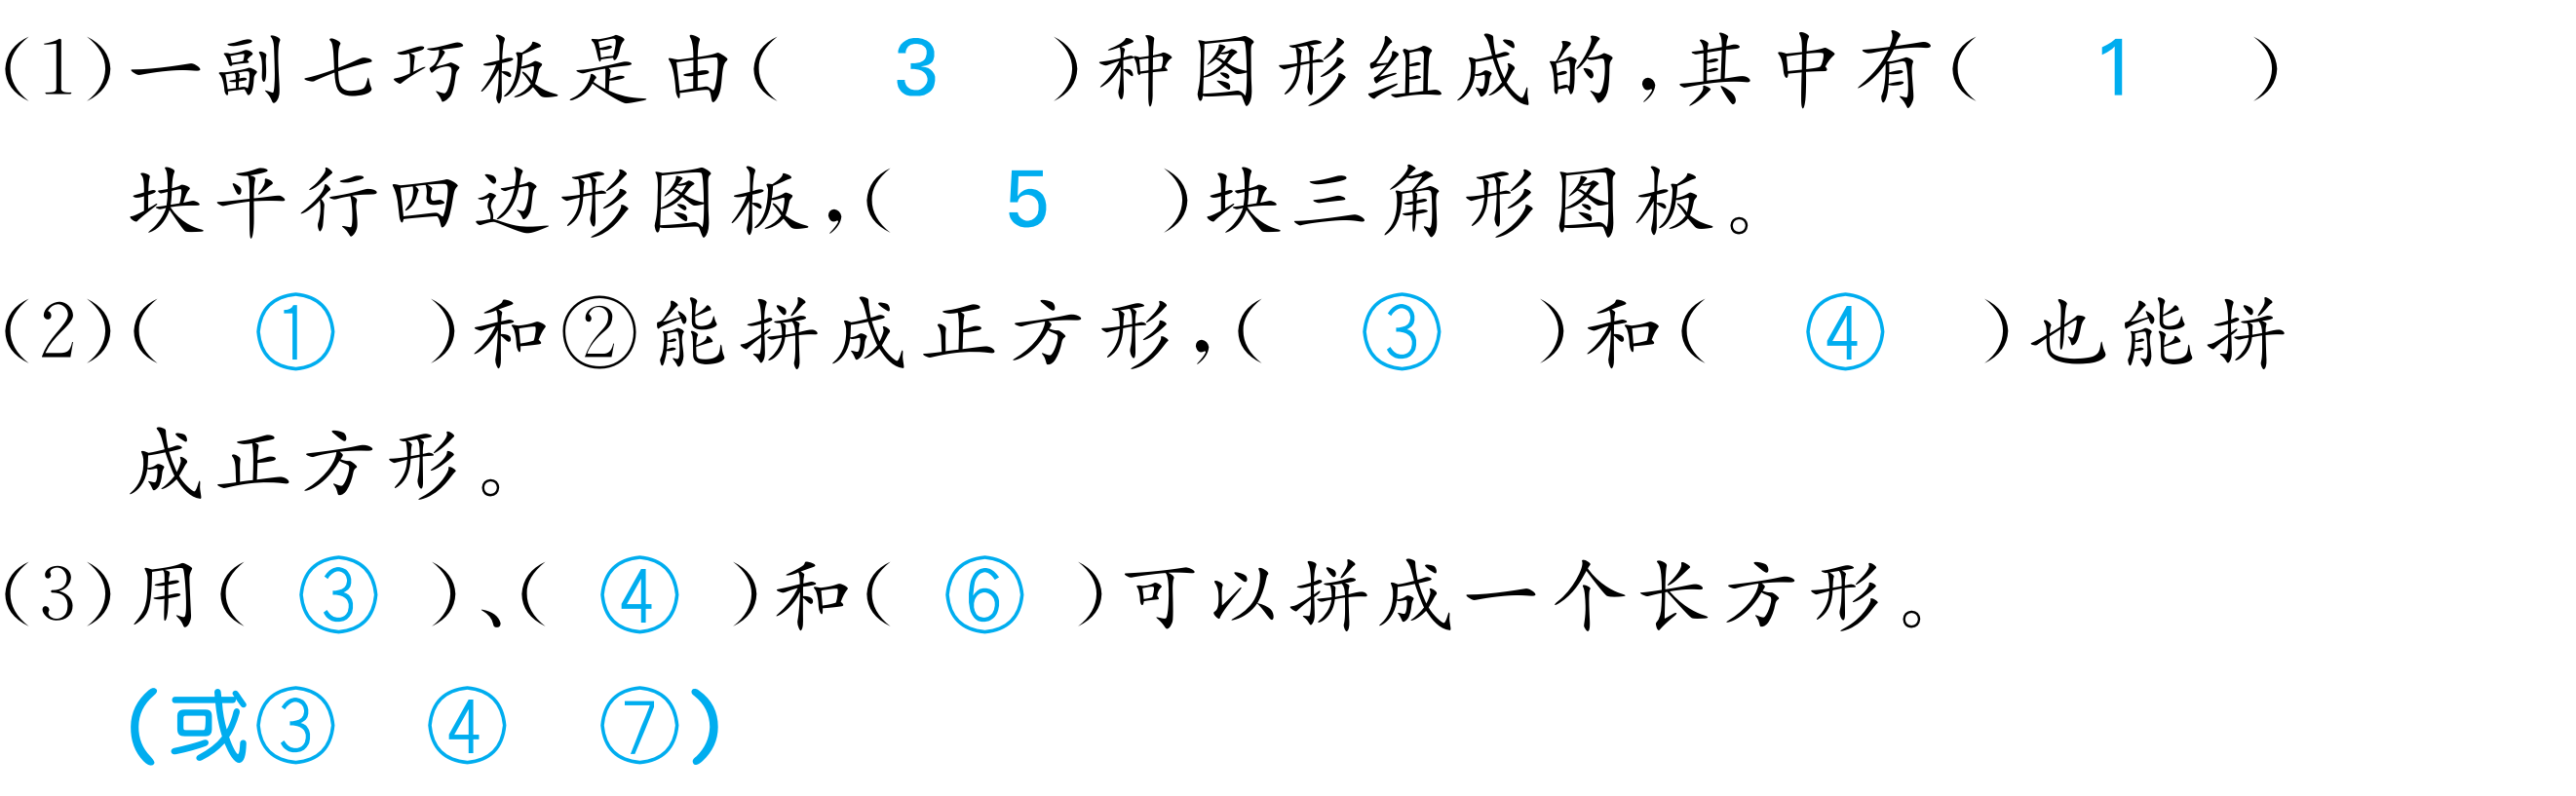 (1)一副七巧板是由( 3 )种图形组成的,其中有( 1 )
块平行四边形图板,( 5 )块三角形图板。
(2)( ① )和②能拼成正方形,( ③ )和( ④ )也能拼
成正方形。
(3)用( ③ )、( ④ )和( ⑥ )可以拼成一个长方形。
(或③ ④ ⑦)